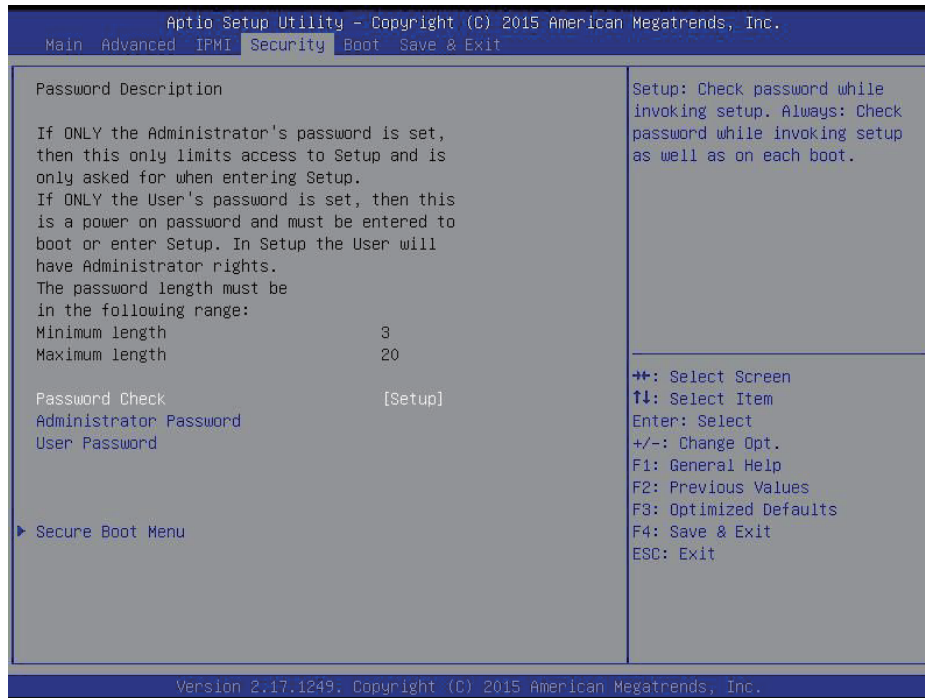 Aptio Setup Utility – Copyright (C) 2015 American Megatrends, Inc.
Main Advanced IPMI Security Boot Save & Exit
Password Description
If ONLY the Administrator's password is set,
then this only limits access to Setup and is
only asked for when entering Setup.
If ONLY the User's password is set, then this
is a power on password and must be entered to
boot or enter Setup. In Setup the User will
have Administrator rights.
The password length must be
in the following range:
Minimum length 3
Maximum length 20
Password Check [Setup]
Administrator Password
User Password
Secure Boot Menu
Setup: Check password while
invoking setup. Always: Check
password while invoking setup
as well as on each boot.
→←: Select Screen
↑↓: Select Item
Enter: Select
+/-: Change Opt.
F1: General Help
F2: Previous Values
F3: Optimized Defaults
F4: Save & Exit
ESC: Exit
Version 2.17.1249. Copyright (C) 2015 American Megatrends, Inc.